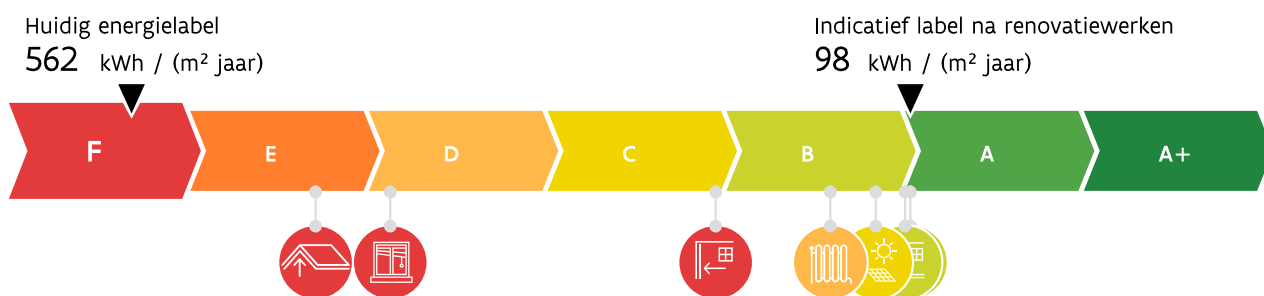 Huidig energielabel
562 kWh / (m² jaar)
Indicatief label na renovatiewerken
98 kWh / (m² jaar)
F
E
D
C
B
A
A+